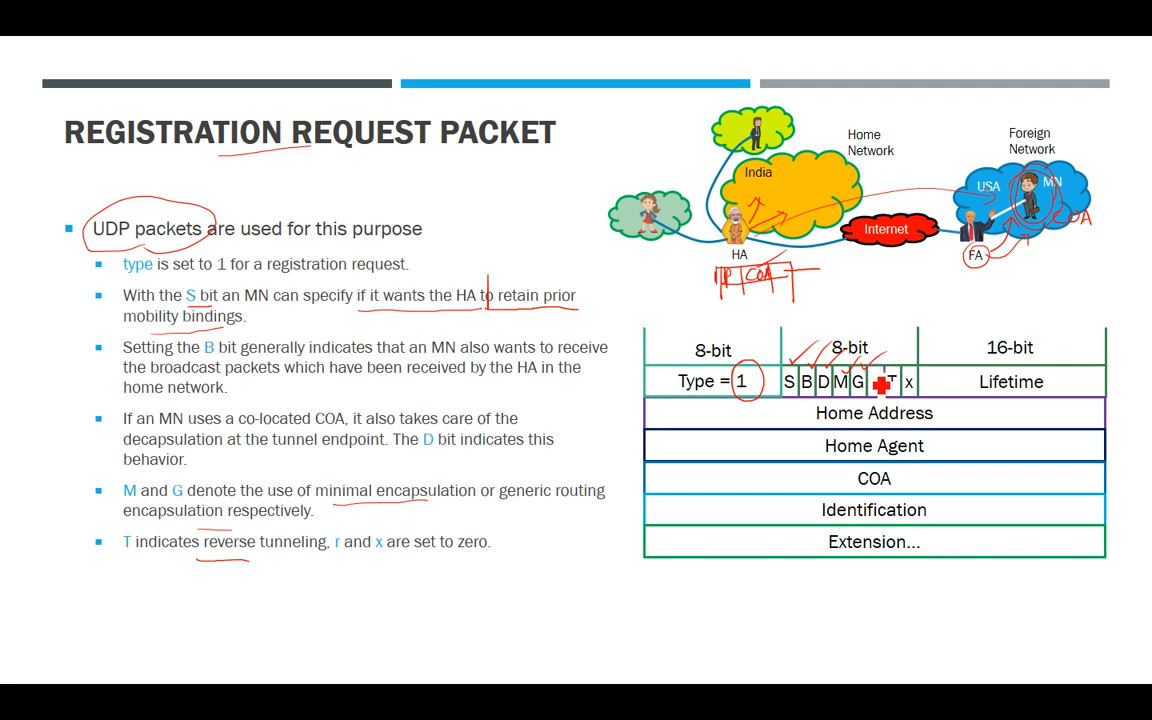 REGISTRATION REQUEST PACKET
UDP packets are used for this purpose
type is set to 1 for a registration request.
With the S bit an MN can specify if it wants the HA to retain prior
mobility bindings.
Setting the B bit generally indicates that an MN also wants to receive
the broadcast packets which have been received by the HA in the
home network.
If an MN uses a co-located COA, it also takes care of the
decapsulation at the tunnel endpoint. The D bit indicates this
behavior.
M and G denote the use of minimal encapsulation or generic routing
encapsulation respectively.
T indicates reverse tunneling, r and x are set to zero.
Home
Network
Foreign
Network
India
USA
MN
COA
Internet
HA
FA
IP COA
8-bit 8-bit 16-bit
Type = 1 S B D M G T x Lifetime
Home Address
Home Agent
COA
Identification
Extension...